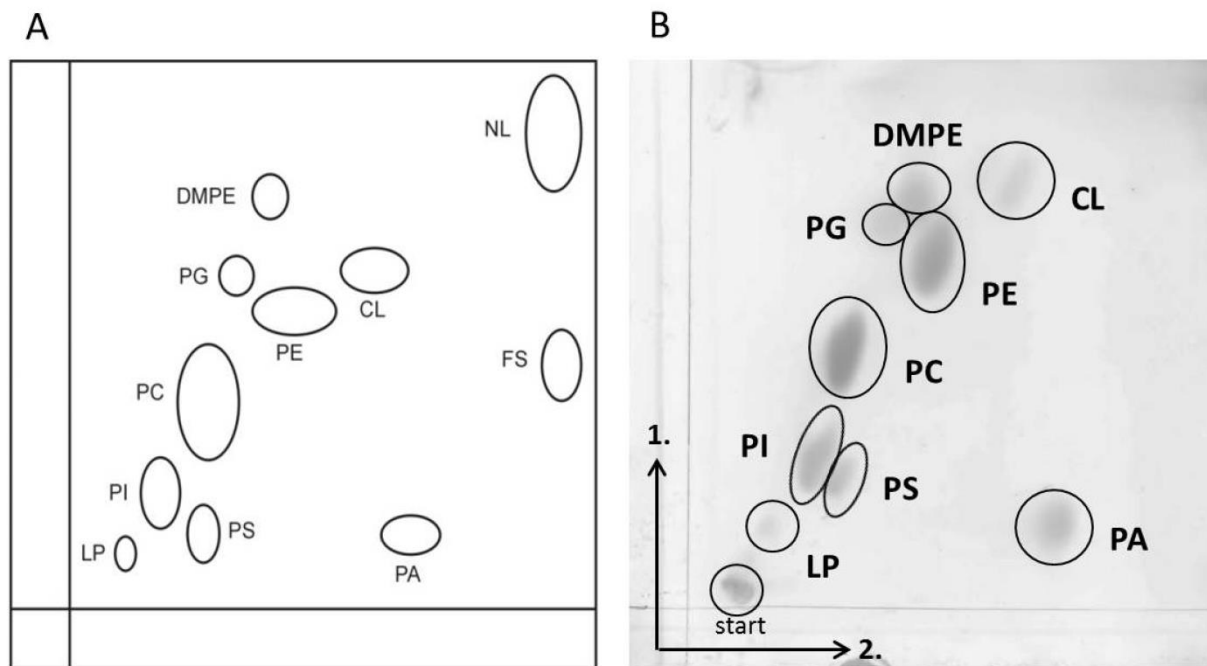 A
NL
DMPE
PG
CL
PE
FS
PC
PI
PS
LP
PA
B
DMPE
CL
PG
PE
PC
1.
PI
PS
LP
PA
start
2.